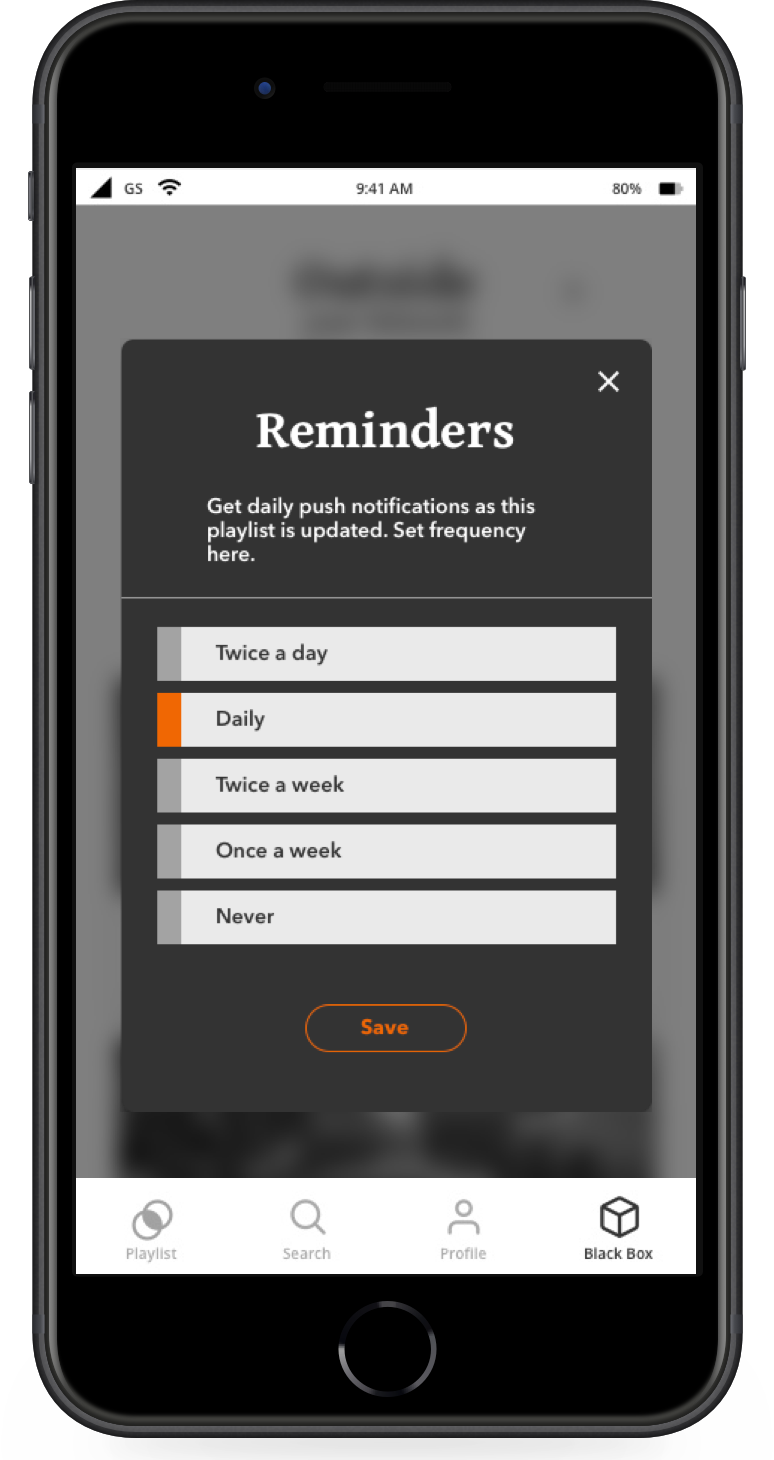 GS 9:41 AM 80%
Reminders
Get daily push notifications as this
playlist is updated. Set frequency
here.
Twice a day
Daily
Twice a week
Once a week
Never
Save
Playlist Search Profile Black Box